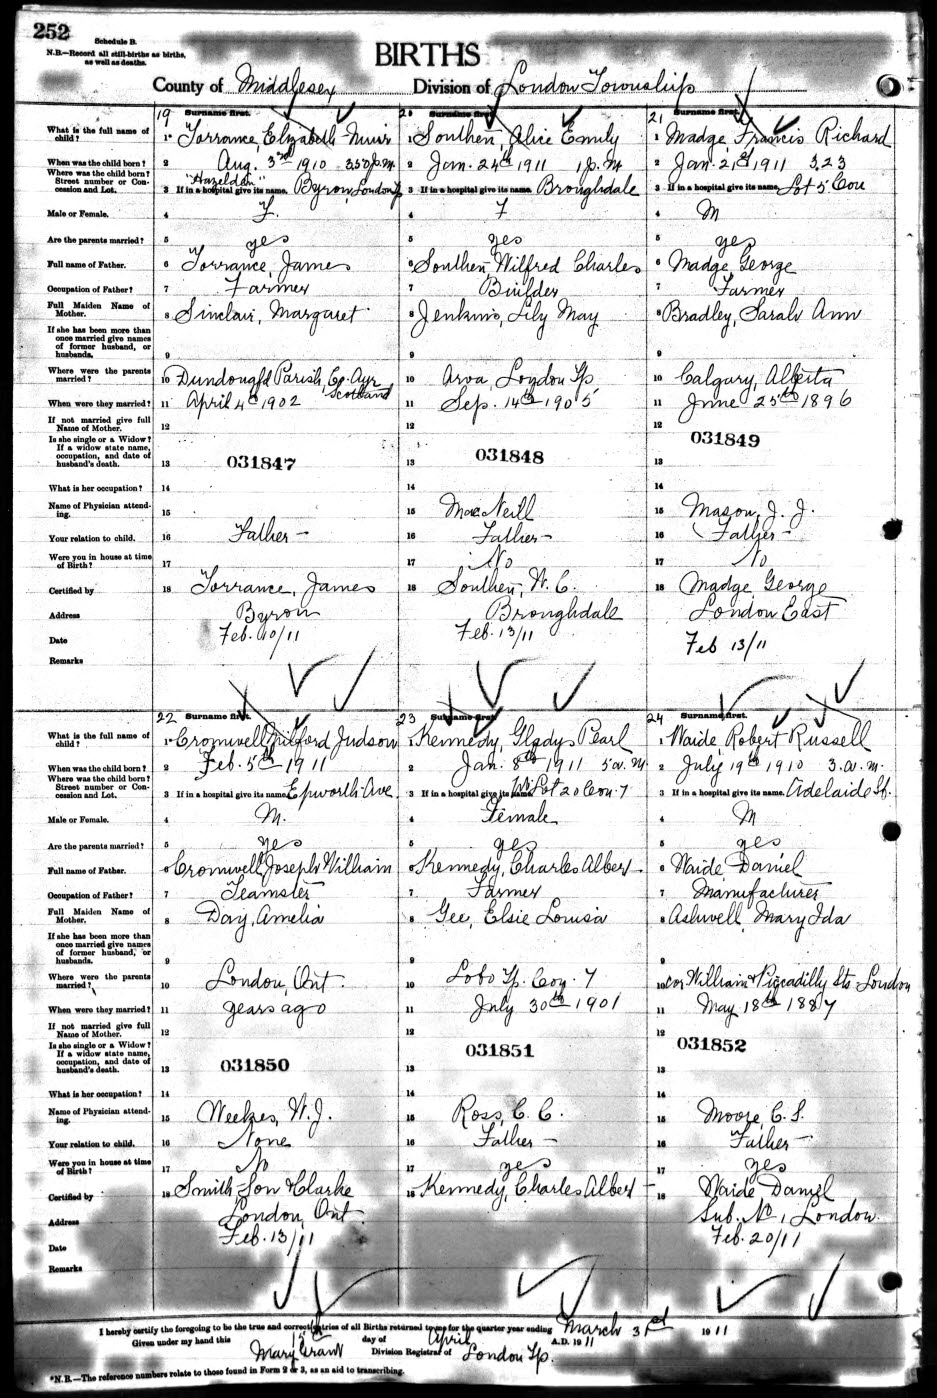 252
Schedule B.
N.B.—Record all still-births as births, as well as deaths.
BIRTHS
County of Middlesex Division of London Township
19 Surname first.
What is the full name of child? 1* Torrance, Elizabeth Muir
When was the child born? 2 Aug. 3rd 1910 3.50 p.m.
Where was the child born? Street number or Concession and Lot. 3 If in a hospital give its name. "Hazelden" Byron, London Tp
Male or Female. 4 F.
Are the parents married? 5 yes
Full name of Father. 6 Torrance, James
Occupation of Father? 7 Farmer
Full Maiden Name of Mother. 8 Sinclair, Margaret
If she has been more than once married give names of former husband, or husbands. 9
Where were the parents married? 10 Dundonald Parish, Co. Ayr Scotland
When were they married? 11 April 4th 1902
If not married give full Name of Mother. 12
Is she single or a Widow? If a widow state name, occupation, and date of husband's death. 13 031847
What is her occupation? 14
Name of Physician attending. 15
Your relation to child. 16 Father —
Were you in house at time of Birth? 17
Certified by 18 Torrance, James
Address Byron
Date Feb. 10/11
Remarks
20 Surname first.
1 Southen, Alice Emily
2 Jan. 24th 1911 1 p.m
3 If in a hospital give its name. Broughdale
4 F
5 yes
6 Southen, Wilfred Charles
7 Builder
8 Jenkins, Lily May
9
10 Arva, London Tp
11 Sep. 14th 1905
12
13 031848
14
15 MacNeill
16 Father —
17 No
18 Southen, W. C.
Broughdale
Feb. 13/11
21 Surname first.
1 Madge Francis Richard
2 Jan. 21st 1911 3.23
3 If in a hospital give its name. Lot 5 Con
4 M
5 yes
6 Madge George
7 Farmer
8 Bradley, Sarah Ann
9
10 Calgary, Alberta
11 June 25th 1896
12
031849
13
14
15 Mason, J. J.
16 Father —
17 No
18 Madge George
London East
Feb 13/11
22 Surname first.
What is the full name of child? 1* Cromwell Wilford Judson
When was the child born? 2 Feb. 5th 1911
Where was the child born? Street number or Concession and Lot. 3 If in a hospital give its name. Epworth Ave
Male or Female. 4 M.
Are the parents married? 5 yes
Full name of Father. 6 Cromwell Joseph William
Occupation of Father? 7 Teamster
Full Maiden Name of Mother. 8 Day, Amelia
If she has been more than once married give names of former husband, or husbands. 9
Where were the parents married? 10 London, Ont.
When were they married? 11 years ago
If not married give full Name of Mother. 12
Is she single or a Widow? If a widow state name, occupation, and date of husband's death. 13 031850
What is her occupation? 14
Name of Physician attending. 15 Weekes, W. J.
Your relation to child. 16 None
Were you in house at time of Birth? 17 No
Certified by 18 Smith Son & Clarke
Address London, Ont.
Date Feb. 13/11
Remarks
23 Surname first.
1 Kennedy, Gladys Pearl
2 Jan. 8th 1911 5 a.m.
3 If in a hospital give its name. Lot 20 Con. 7
4 Female
5 yes
6 Kennedy, Charles Albert
7 Farmer
8 Gee, Elsie Louisa
9
10 Lobo Tp. Con. 7
11 July 30th 1901
12
031851
13
14
15 Ross, C. C.
16 Father —
17 yes
18 Kennedy, Charles Albert —
24 Surname first.
1 Waide, Robert Russell
2 July 19th 1910 3. a.m.
3 If in a hospital give its name. Adelaide St.
4 M
5 yes
6 Waide, Daniel
7 Manufacturer
8 Ashwell, Mary Ida
9
10 cor William & Piccadilly Sts London
11 May 18th 1887
12
031852
13
14
15 Moore, C. S.
16 Father —
17 yes
18 Waide Daniel
Sub. No 1, London.
Feb. 20/11
I hereby certify the foregoing to be the true and correct entries of all Births returned to me for the quarter year ending March 31st 1911
Given under my hand this day of April A.D. 1911
Mary Grant Division Registrar of London Tp.
*N.B.—The reference numbers relate to those found in Form 2 or 3, as an aid to transcribing.